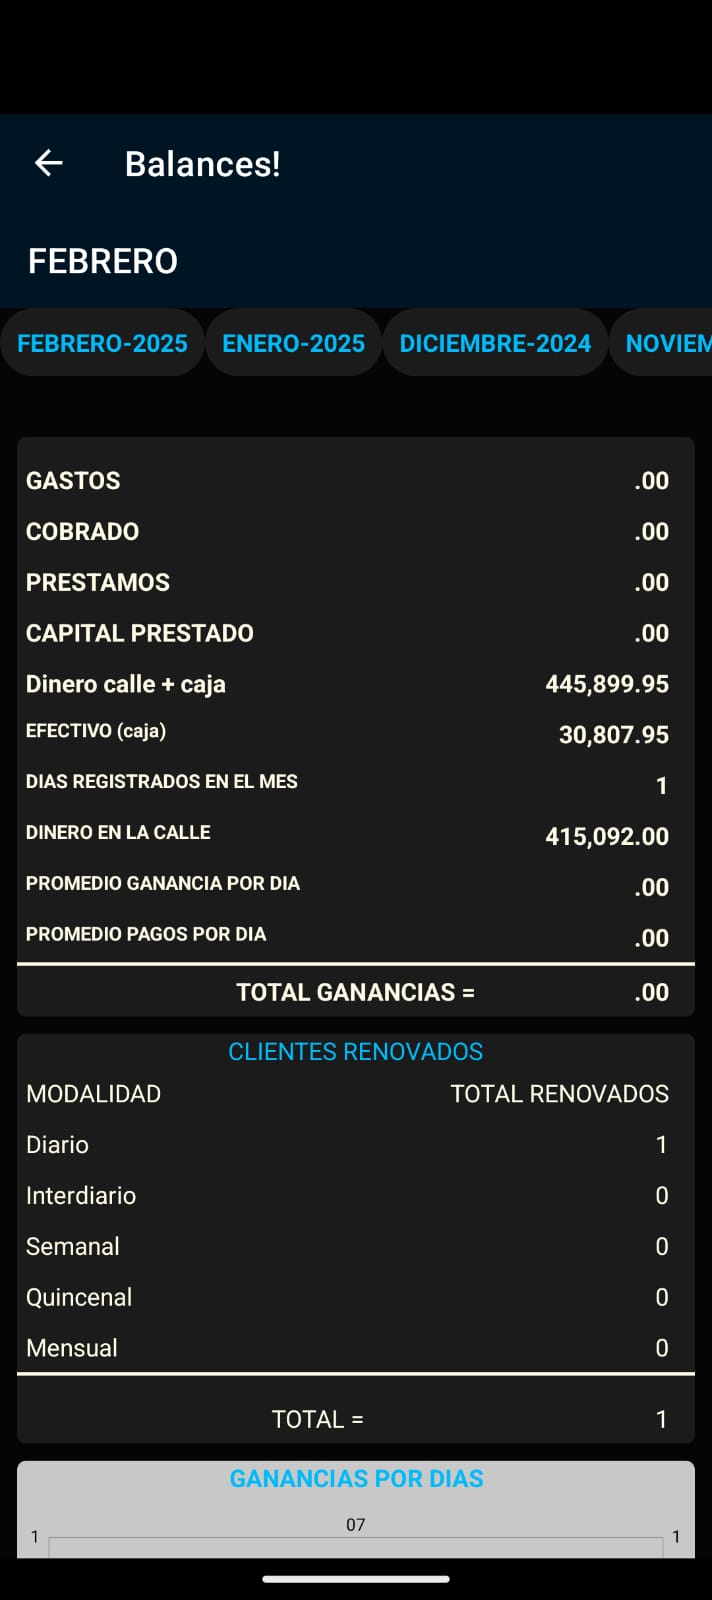 Balances!
FEBRERO
FEBRERO-2025 ENERO-2025 DICIEMBRE-2024 NOVIEM
GASTOS .00
COBRADO .00
PRESTAMOS .00
CAPITAL PRESTADO .00
Dinero calle + caja 445,899.95
EFECTIVO (caja) 30,807.95
DIAS REGISTRADOS EN EL MES 1
DINERO EN LA CALLE 415,092.00
PROMEDIO GANANCIA POR DIA .00
PROMEDIO PAGOS POR DIA .00
TOTAL GANANCIAS = .00
CLIENTES RENOVADOS
MODALIDAD TOTAL RENOVADOS
Diario 1
Interdiario 0
Semanal 0
Quincenal 0
Mensual 0
TOTAL = 1
GANANCIAS POR DIAS
07
1 1